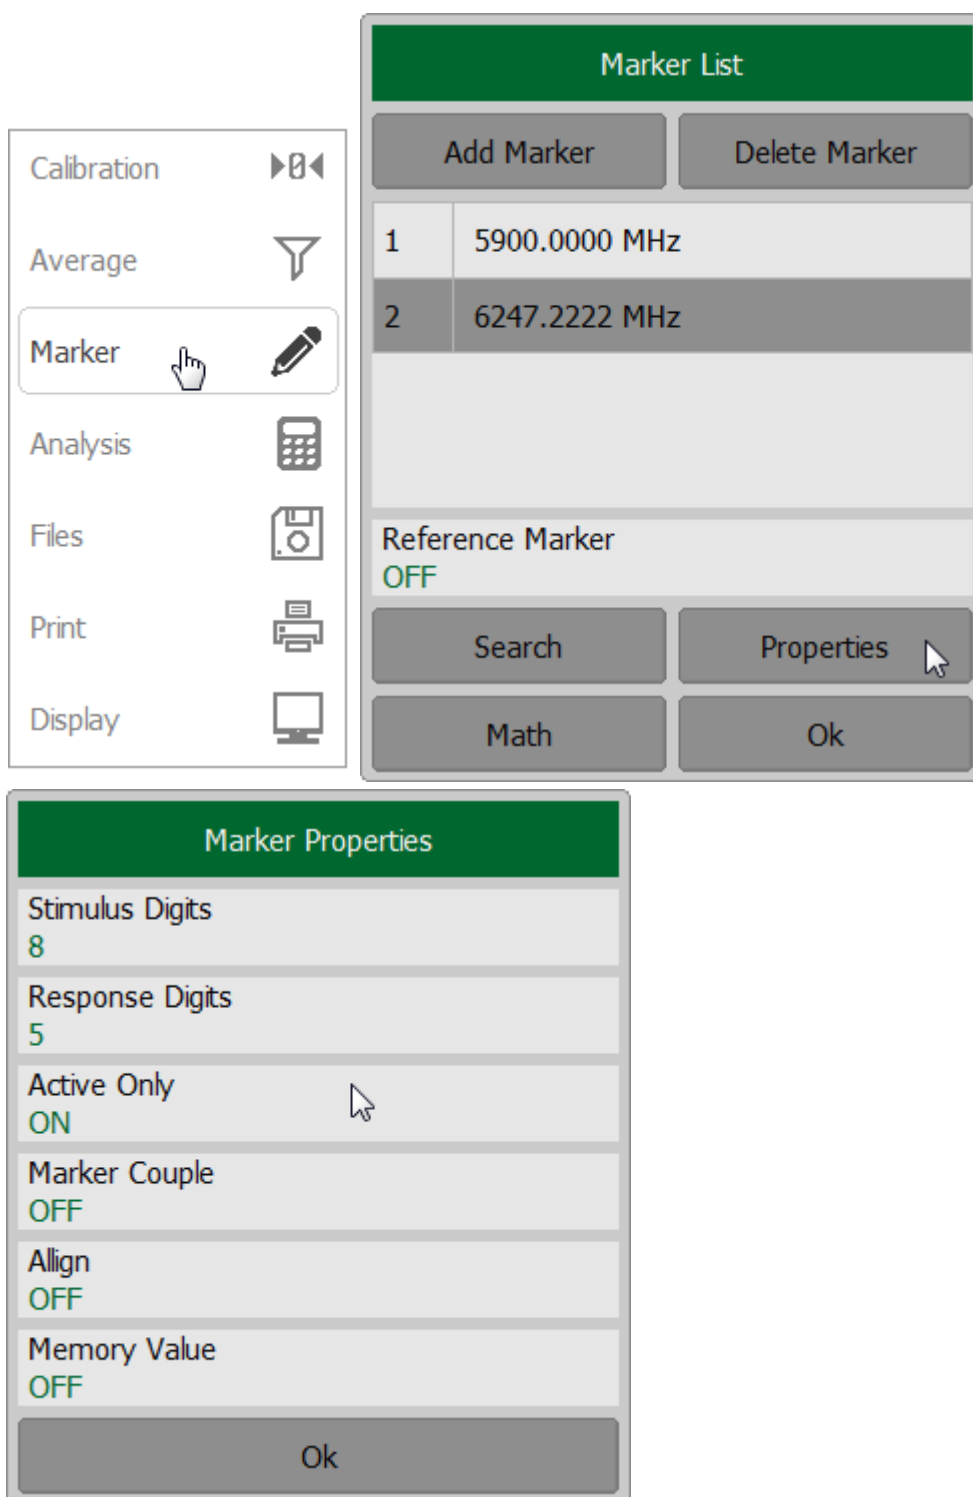 Calibration
Average
Marker
Analysis
Files
Print
Display
Marker List
Add Marker Delete Marker
1 5900.0000 MHz
2 6247.2222 MHz
Reference Marker
OFF
Search Properties
Math Ok
Marker Properties
Stimulus Digits
8
Response Digits
5
Active Only
ON
Marker Couple
OFF
Allign
OFF
Memory Value
OFF
Ok